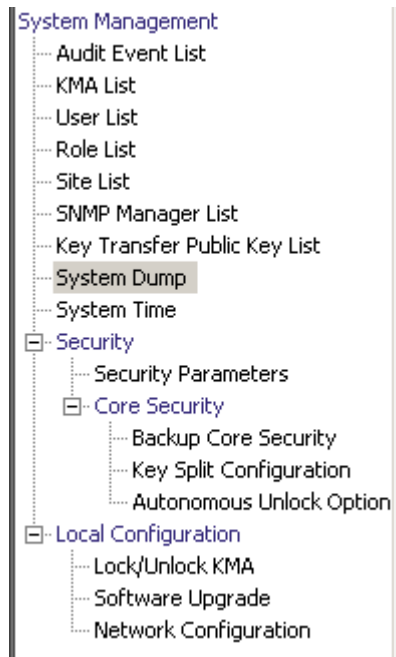 System Management
Audit Event List
KMA List
User List
Role List
Site List
SNMP Manager List
Key Transfer Public Key List
System Dump
System Time
Security
Security Parameters
Core Security
Backup Core Security
Key Split Configuration
Autonomous Unlock Option
Local Configuration
Lock/Unlock KMA
Software Upgrade
Network Configuration